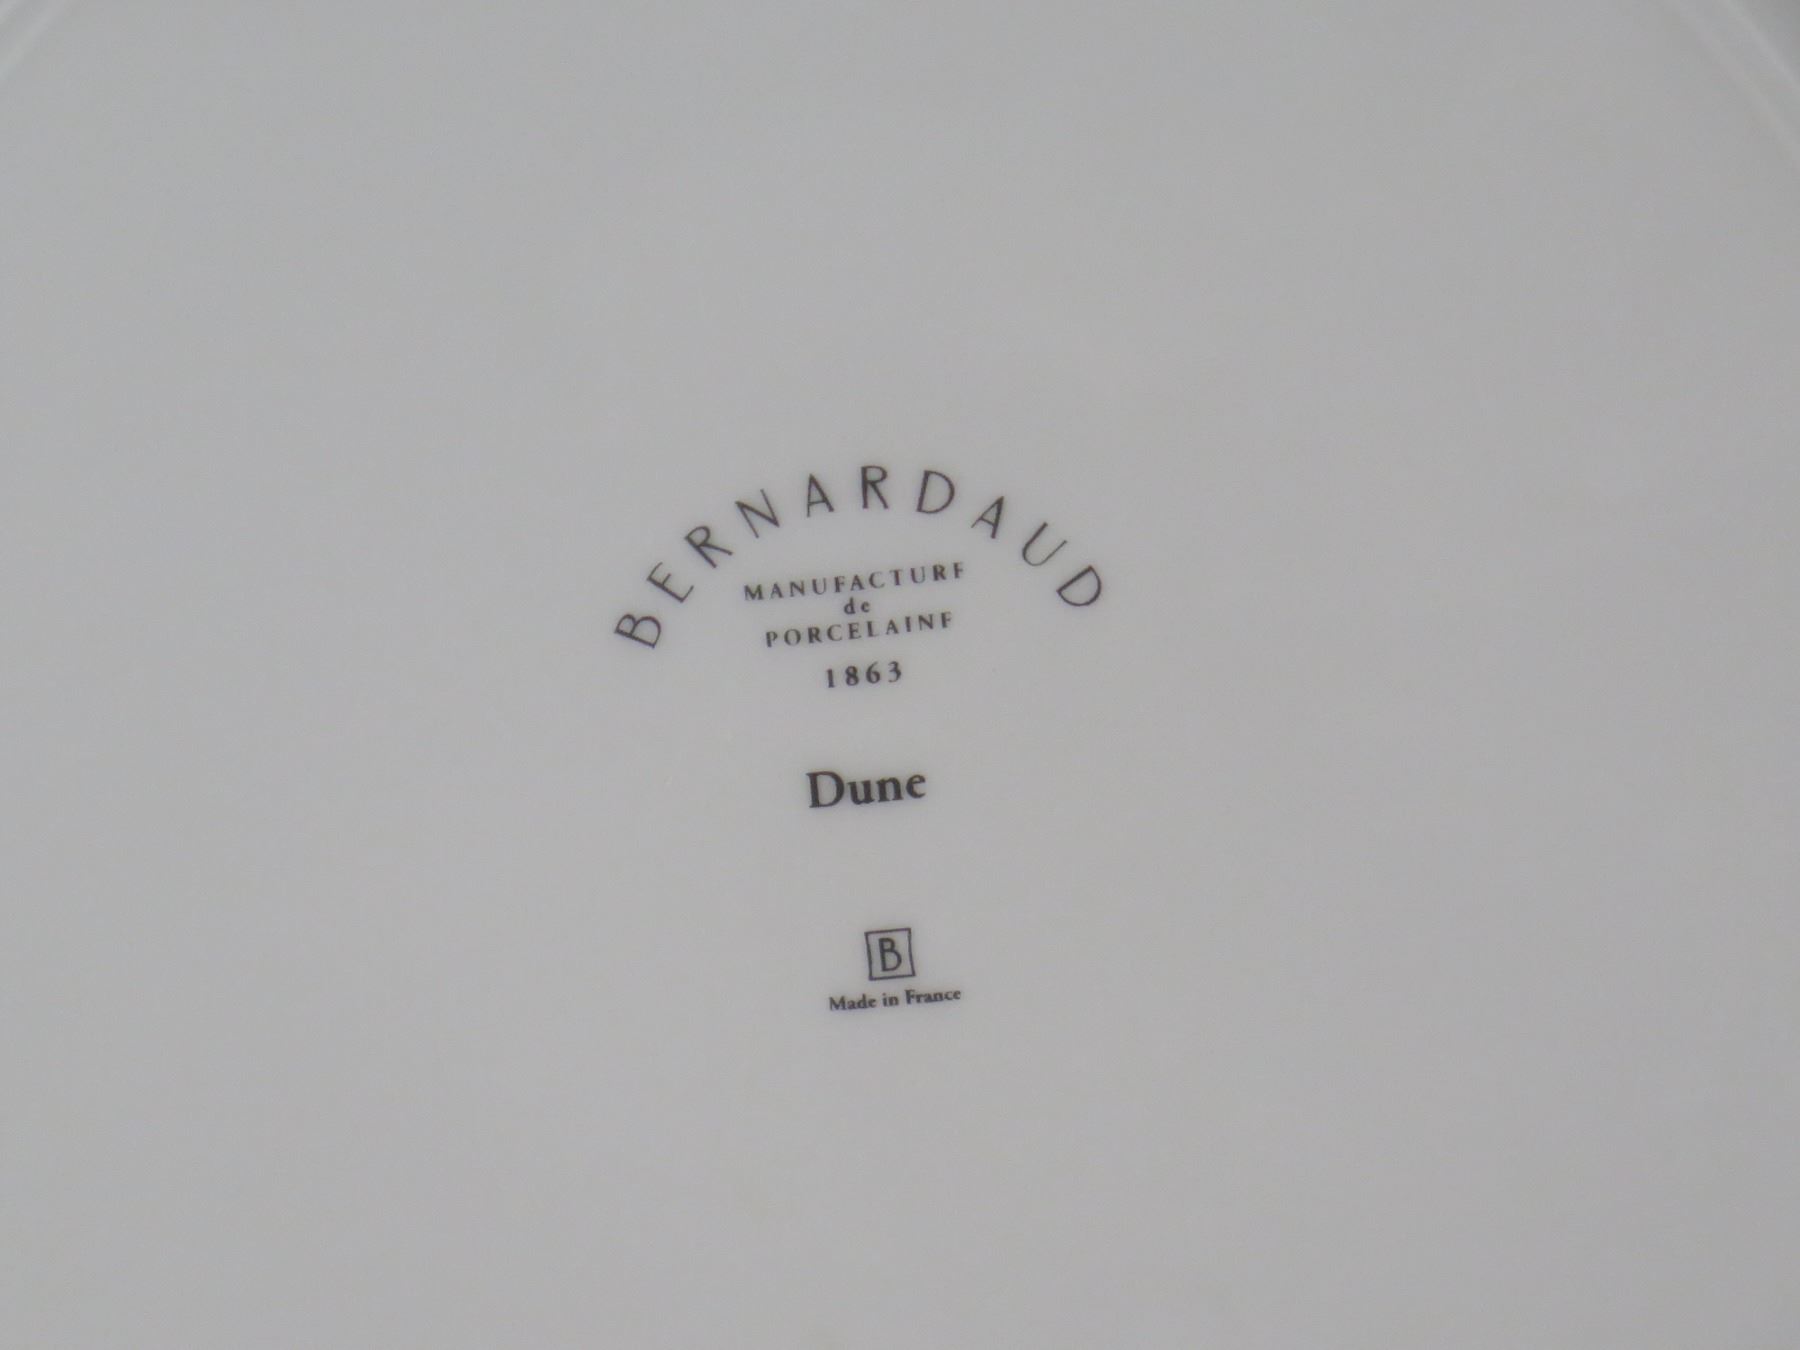 BERNARDAUD
MANUFACTURE
de
PORCELAINE
1863
Dune
B
Made in France